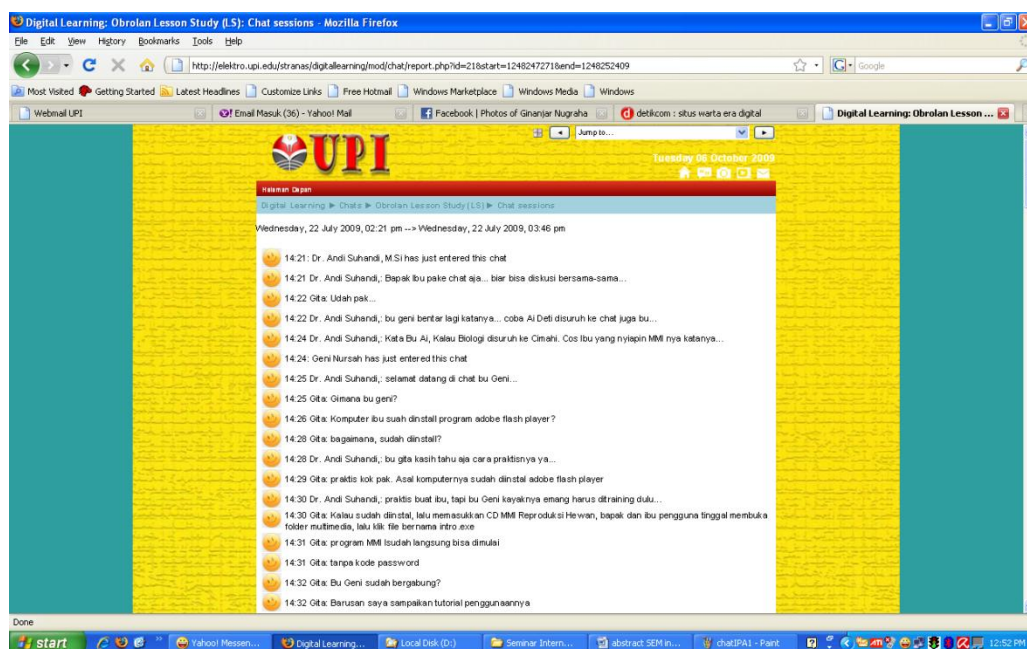 Digital Learning: Obrolan Lesson Study (LS): Chat sessions - Mozilla Firefox
File Edit View History Bookmarks Tools Help
http://elektro.upi.edu/stranas/digitallearning/mod/chat/report.php?id=21&start=1248247271&end=1248252409
Google
Most Visited Getting Started Latest Headlines Customize Links Free Hotmail Windows Marketplace Windows Media Windows
Webmail UPI Email Masuk (36) - Yahoo! Mail Facebook | Photos of Ginanjar Nugraha detikcom : situs warta era digital Digital Learning: Obrolan Lesson ...
Jump to...
UPI
Tuesday 06 October 2009
Halaman Depan
Digital Learning ► Chats ► Obrolan Lesson Study (LS) ► Chat sessions
Wednesday, 22 July 2009, 02:21 pm --> Wednesday, 22 July 2009, 03:46 pm
14:21: Dr. Andi Suhandi, M.Si has just entered this chat
14:21 Dr. Andi Suhandi,: Bapak Ibu pake chat aja... biar bisa diskusi bersama-sama...
14:22 Gita: Udah pak...
14:22 Dr. Andi Suhandi,: bu geni bentar lagi katanya... coba Ai Deti disuruh ke chat juga bu...
14:24 Dr. Andi Suhandi,: Kata Bu Ai, Kalau Biologi disuruh ke Cimahi. Cos Ibu yang nyiapin MMI nya katanya...
14:24: Geni Nursah has just entered this chat
14:25 Dr. Andi Suhandi,: selamat datang di chat bu Geni...
14:25 Gita: Gimana bu geni?
14:26 Gita: Komputer ibu suah dinstall program adobe flash player?
14:28 Gita: bagaimana, sudah diinstall?
14:28 Dr. Andi Suhandi,: bu gita kasih tahu aja cara praktisnya ya...
14:29 Gita: praktis kok pak. Asal komputernya sudah diinstal adobe flash player
14:30 Dr. Andi Suhandi,: praktis buat ibu, tapi bu Geni kayaknya emang harus ditraining dulu...
14:30 Gita: Kalau sudah diinstal, lalu memasukkan CD MMI Reproduksi Hewan, bapak dan ibu pengguna tinggal membuka
folder multimedia, lalu klik file bernama intro.exe
14:31 Gita: program MMI Isudah langsung bisa dimulai
14:31 Gita: tanpa kode password
14:32 Gita: Bu Geni sudah bergabung?
14:32 Gita: Barusan saya sampaikan tutorial penggunaannya
Done
start Yahoo! Messen... Digital Learning... Local Disk (D:) Seminar Intern... abstract SEM in... chatIPA1 - Paint 12:52 PM